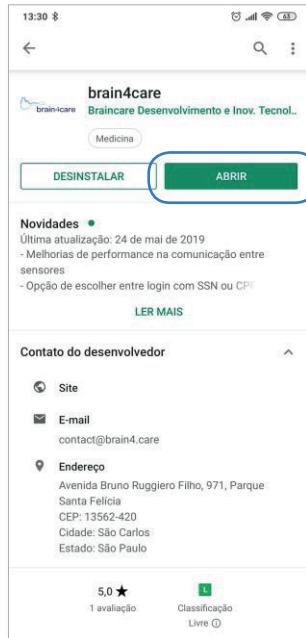 13:30
63
brain4care
brain4care
Braincare Desenvolvimento e Inov. Tecnol..
Medicina
DESINSTALAR
ABRIR
Novidades
Última atualização: 24 de mai de 2019
- Melhorias de performance na comunicação entre
sensores
- Opção de escolher entre login com SSN ou CPF
LER MAIS
Contato do desenvolvedor
Site
E-mail
contact@brain4.care
Endereço
Avenida Bruno Ruggiero Filho, 971, Parque
Santa Felícia
CEP: 13562-420
Cidade: São Carlos
Estado: São Paulo
5,0 ★
1 avaliação
L
Classificação
Livre